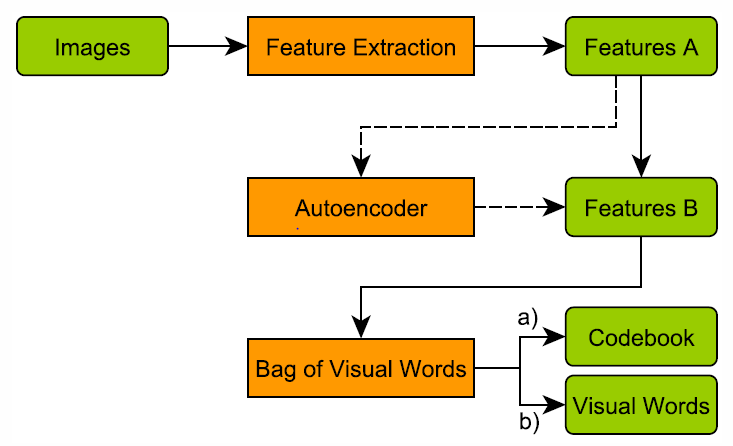 Images
Feature Extraction
Features A
Autoencoder
Features B
Bag of Visual Words
a)
Codebook
b)
Visual Words